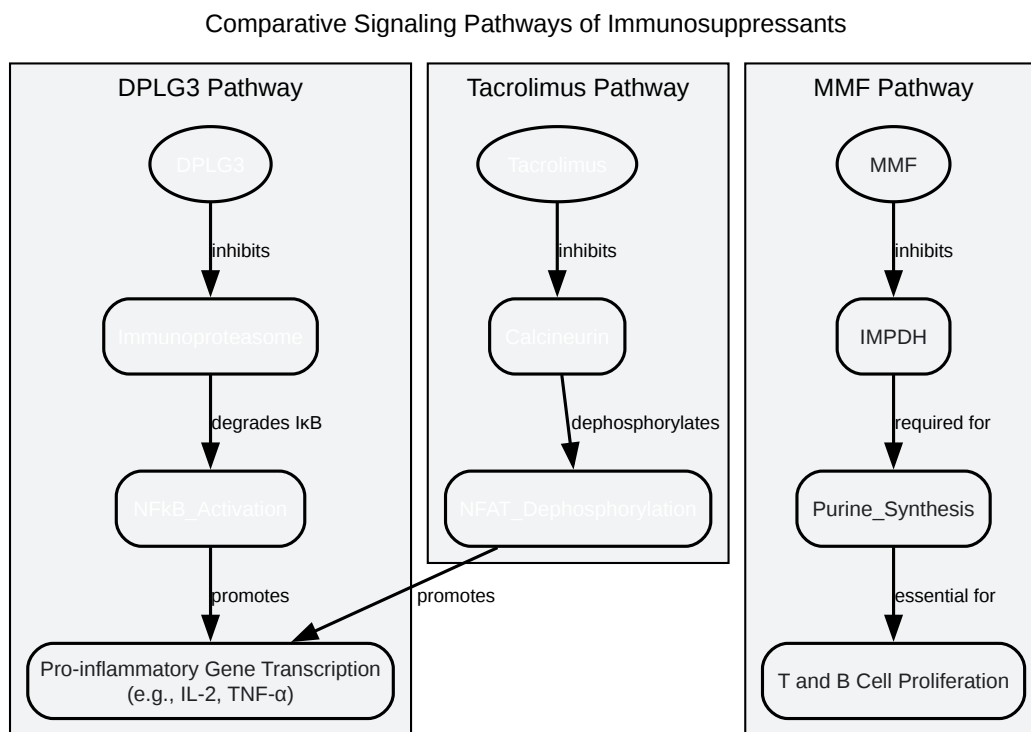 Comparative Signaling Pathways of Immunosuppressants
DPLG3 Pathway
DPLG3
inhibits
Immunoproteasome
degrades IκB
NFkB_Activation
promotes
Pro-inflammatory Gene Transcription
(e.g., IL-2, TNF-α)
Tacrolimus Pathway
Tacrolimus
inhibits
Calcineurin
dephosphorylates
NFAT_Dephosphorylation
promotes
MMF Pathway
MMF
inhibits
IMPDH
required for
Purine_Synthesis
essential for
T and B Cell Proliferation